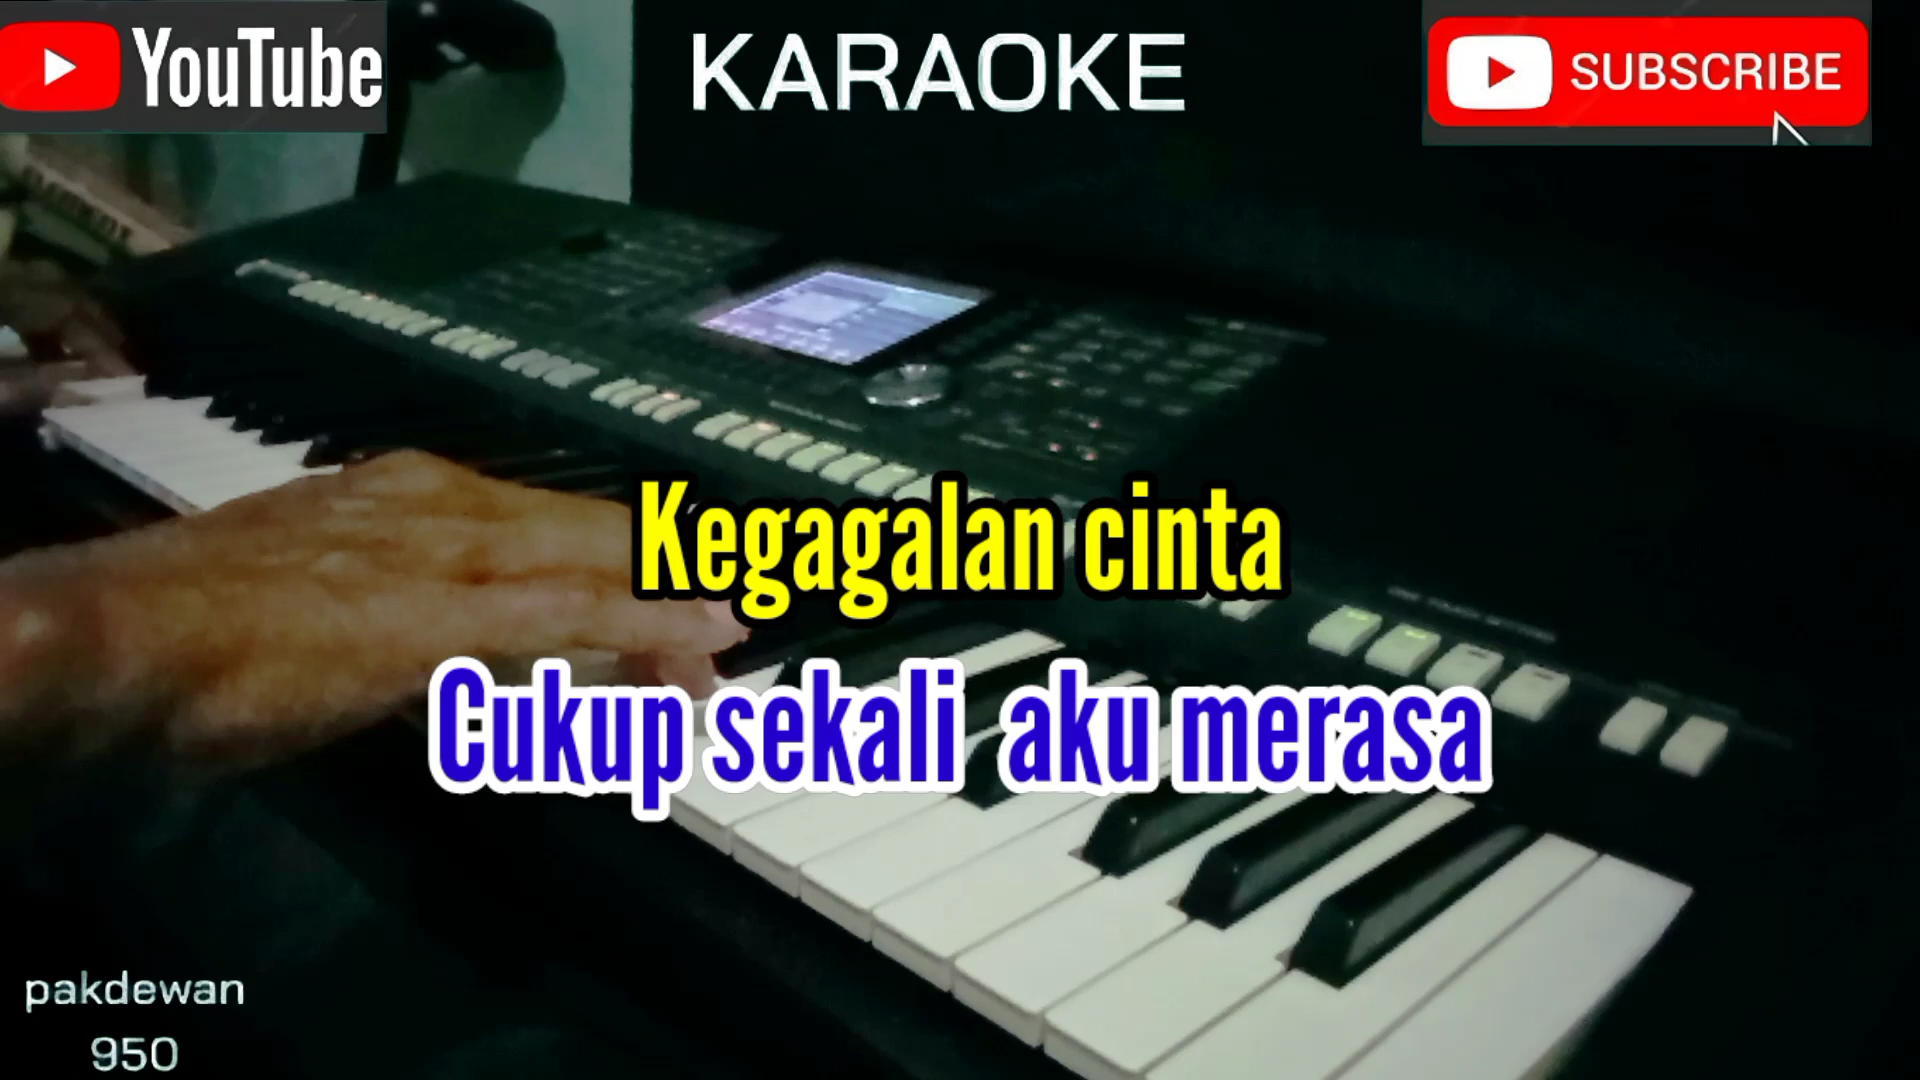 YouTube
KARAOKE
SUBSCRIBE
Kegagalan cinta
Cukup sekali aku merasa
pakdewan
950